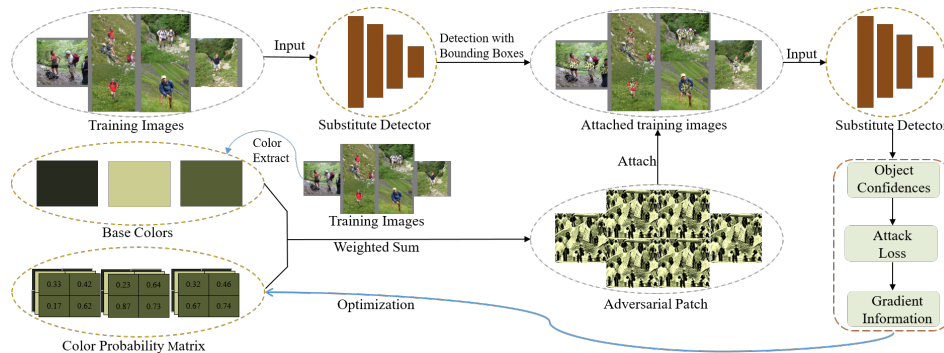 Input
Detection with
Bounding Boxes
Input
Training Images
Substitute Detector
Attached training images
Substitute Detector
Color
Extract
Attach
Object
Confidences
Training Images
Base Colors
Weighted Sum
Attack
Loss
0.33 0.42 0.23 0.64 0.32 0.46
0.17 0.62 0.87 0.73 0.67 0.74
Optimization
Adversarial Patch
Gradient
Information
Color Probability Matrix